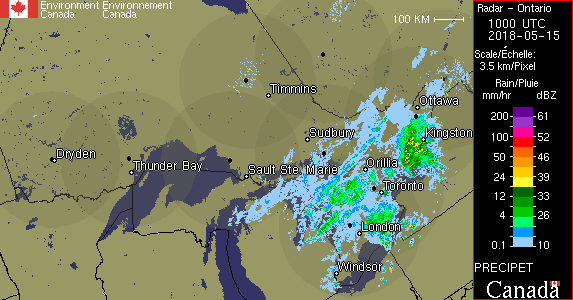 Environment Environnement
Canada Canada
100 KM
Radar - Ontario
1000 UTC
2018-05-15
Scale/Échelle:
3.5 km/Pixel
Rain/Pluie
mm/hr dBZ
200 61
100 52
50 46
24 39
12 33
4 26
2 18
0.1 10
PRECIPET
Canada
Timmins
Ottawa
Sudbury
Kingston
Dryden
Thunder Bay
Sault Ste. Marie
Orillia
Toronto
London
Windsor